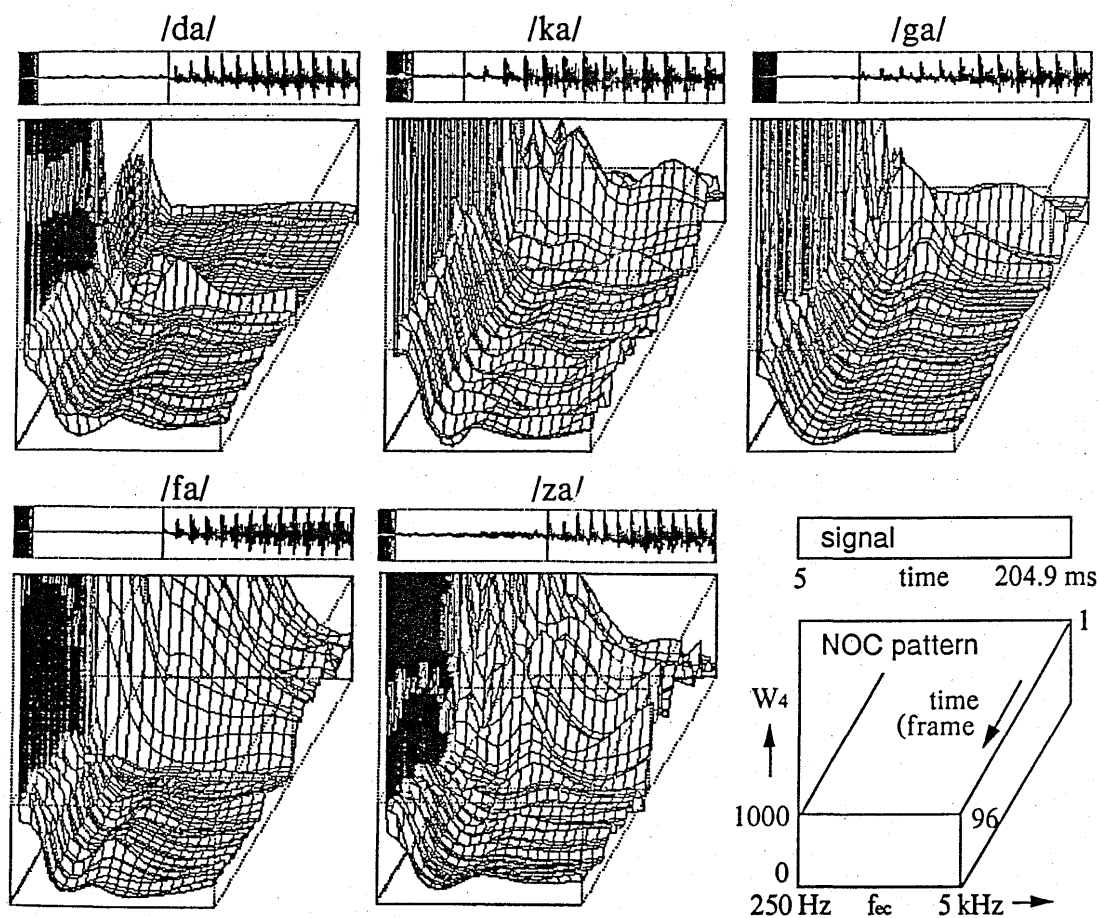 /da/
/ka/
/ga/
/fa/
/za/
signal
5 time 204.9 ms
NOC pattern
1
W4
time
(frame
1000
96
0
250 Hz fec 5 kHz